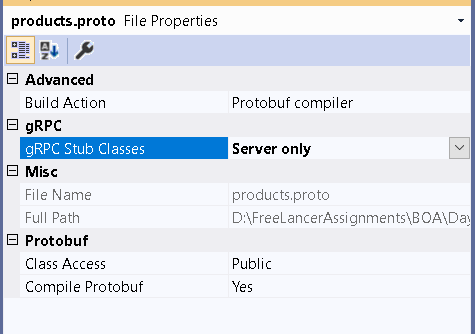 products.proto File Properties
Advanced
Build Action Protobuf compiler
gRPC
gRPC Stub Classes Server only
Misc
File Name products.proto
Full Path D:\FreeLancerAssignments\BOA\Day
Protobuf
Class Access Public
Compile Protobuf Yes